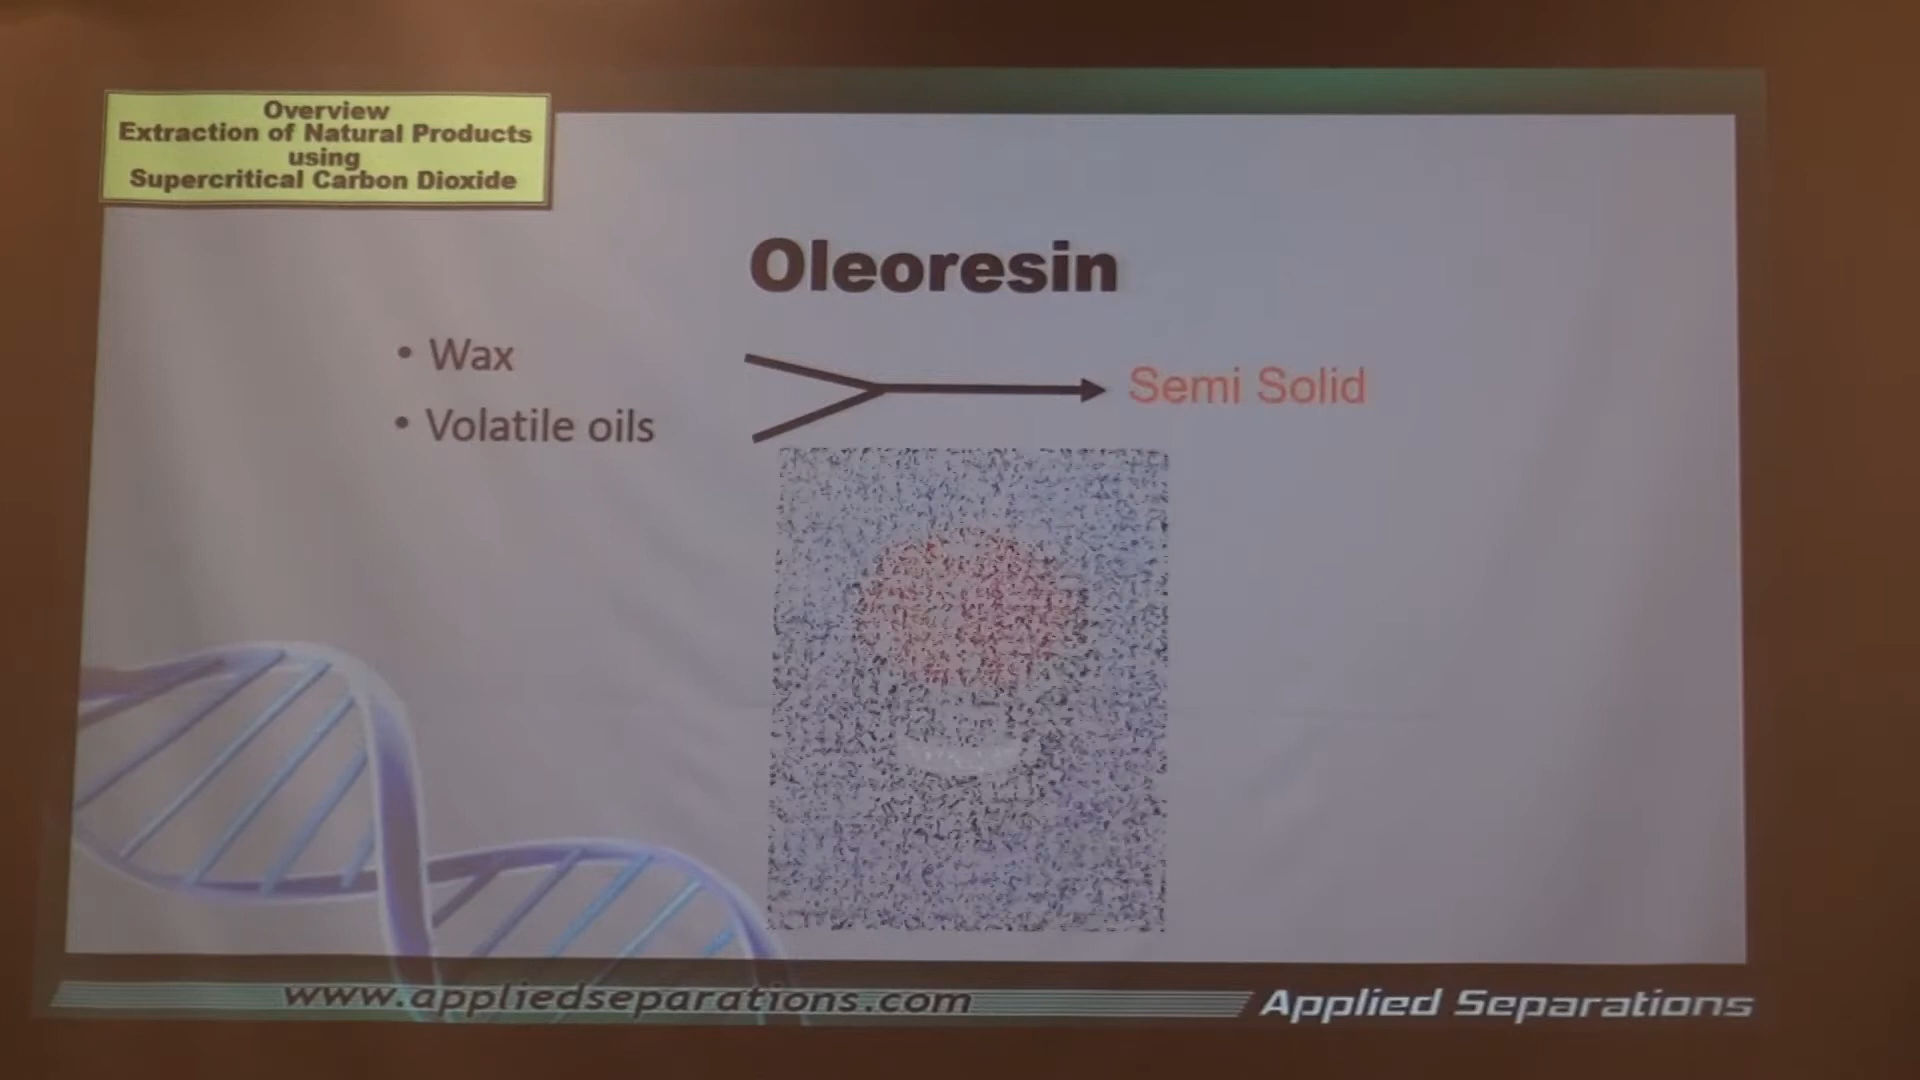 Overview
Extraction of Natural Products
using
Supercritical Carbon Dioxide
Oleoresin
• Wax
• Volatile oils
Semi Solid
www.appliedseparations.com
Applied Separations